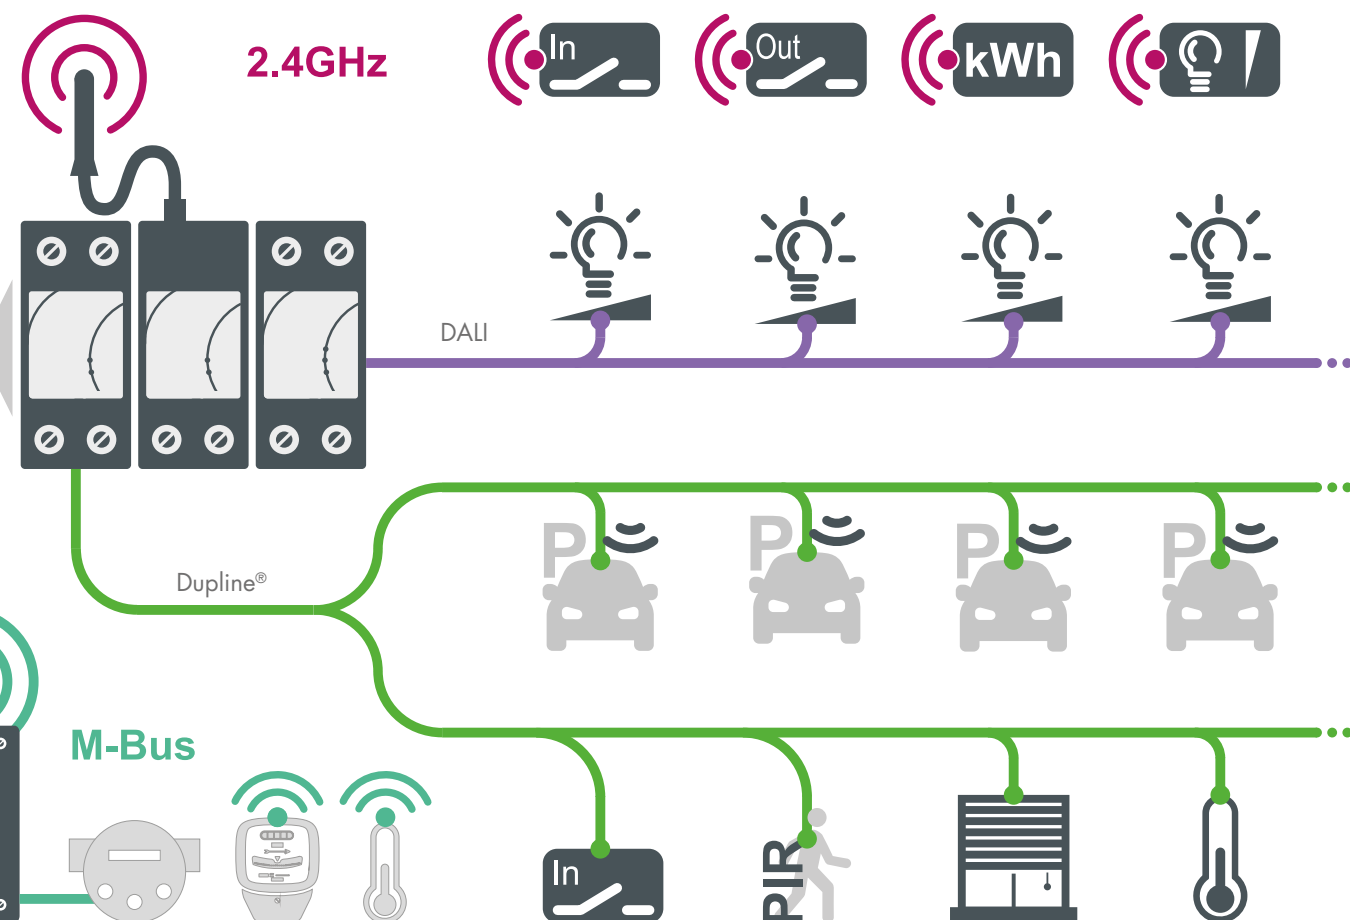 2.4GHz
In
Out
kWh
DALI
P P P P
Dupline®
M-Bus
In
PIR